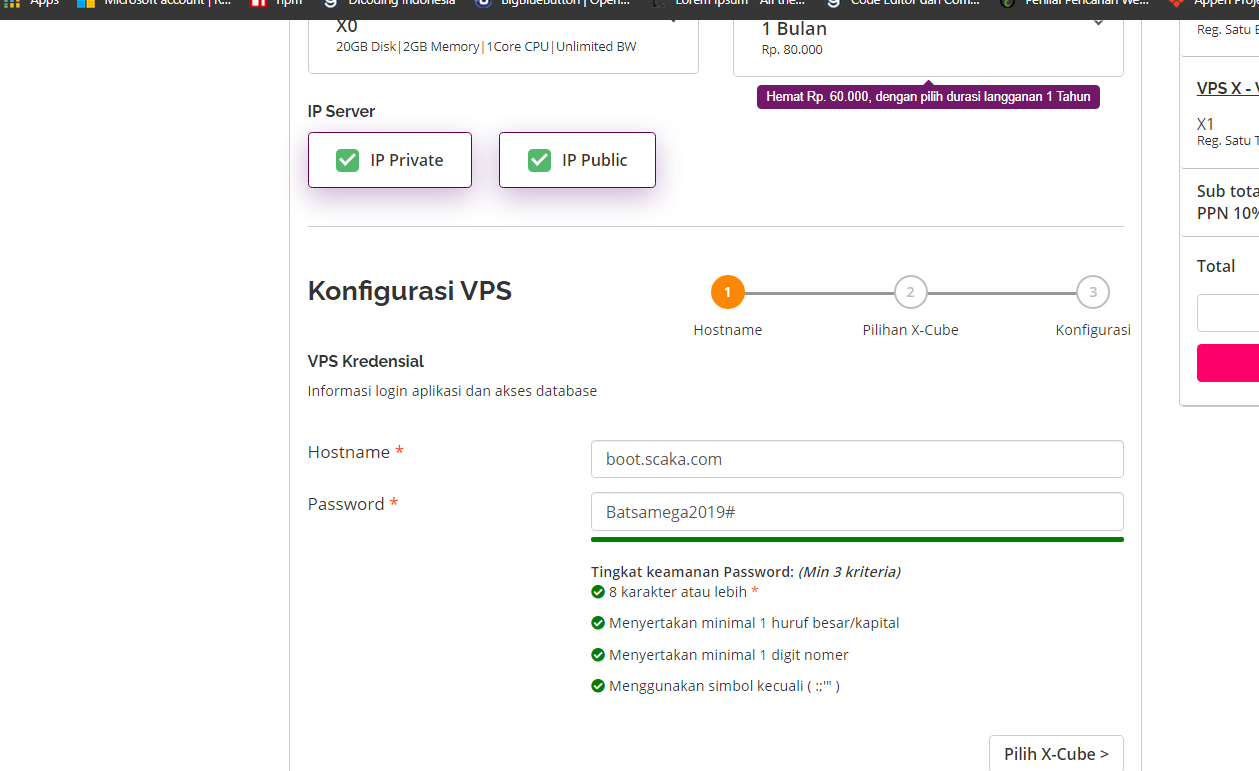 Apps Microsoft account | R... npm Dicoding Indonesia BigBlueButton | Open... Lorem Ipsum - All the... Code Editor dan Com... Penilai Pencarian We... Appen Proje
X0
20GB Disk|2GB Memory|1Core CPU|Unlimited BW
1 Bulan
Rp. 80.000
Hemat Rp. 60.000, dengan pilih durasi langganan 1 Tahun
IP Server
IP Private
IP Public
Konfigurasi VPS
1
2
3
Hostname
Pilihan X-Cube
Konfigurasi
VPS Kredensial
Informasi login aplikasi dan akses database
Hostname *
boot.scaka.com
Password *
Batsamega2019#
Tingkat keamanan Password: (Min 3 kriteria)
8 karakter atau lebih *
Menyertakan minimal 1 huruf besar/kapital
Menyertakan minimal 1 digit nomer
Menggunakan simbol kecuali ( :;'" )
Pilih X-Cube >
Reg. Satu
VPS X -
X1
Reg. Satu
Sub tota
PPN 10%
Total